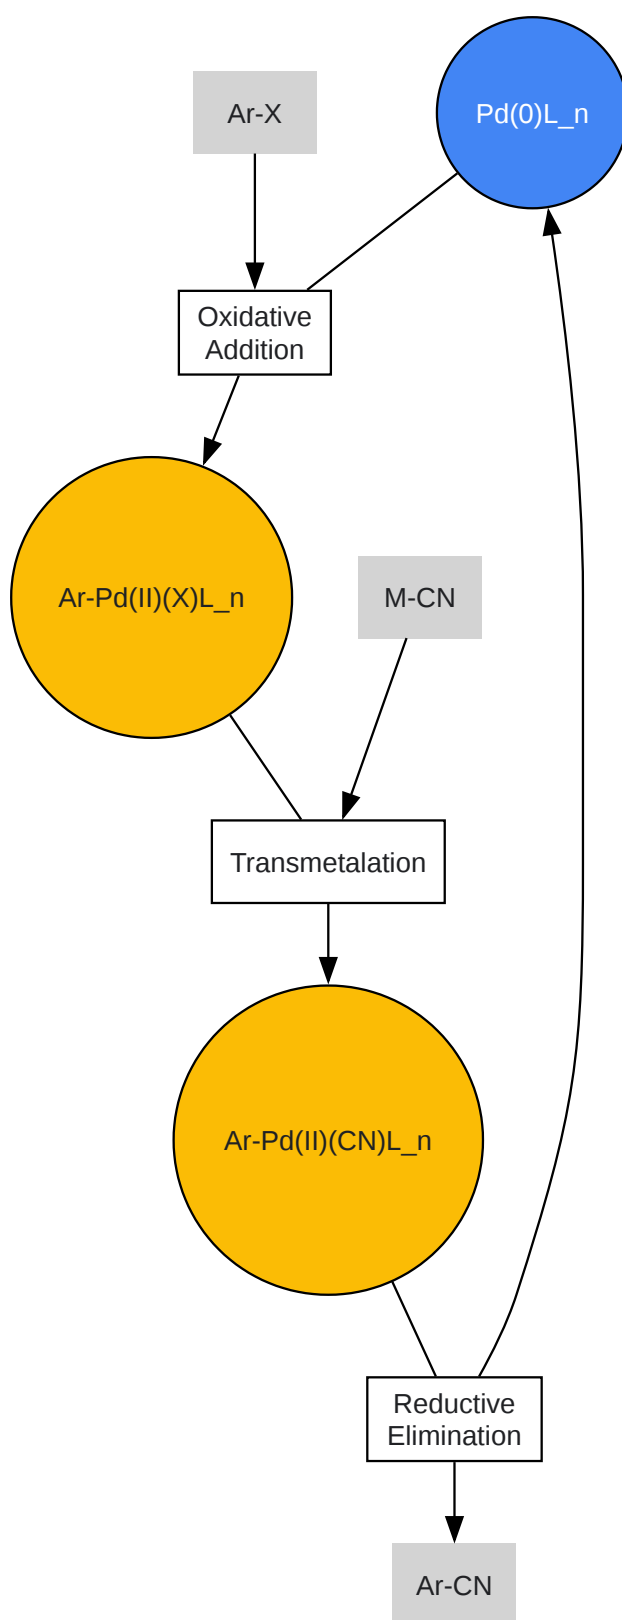 Ar-X
Pd(0)L_n
Oxidative
Addition
Ar-Pd(II)(X)L_n
M-CN
Transmetalation
Ar-Pd(II)(CN)L_n
Reductive
Elimination
Ar-CN